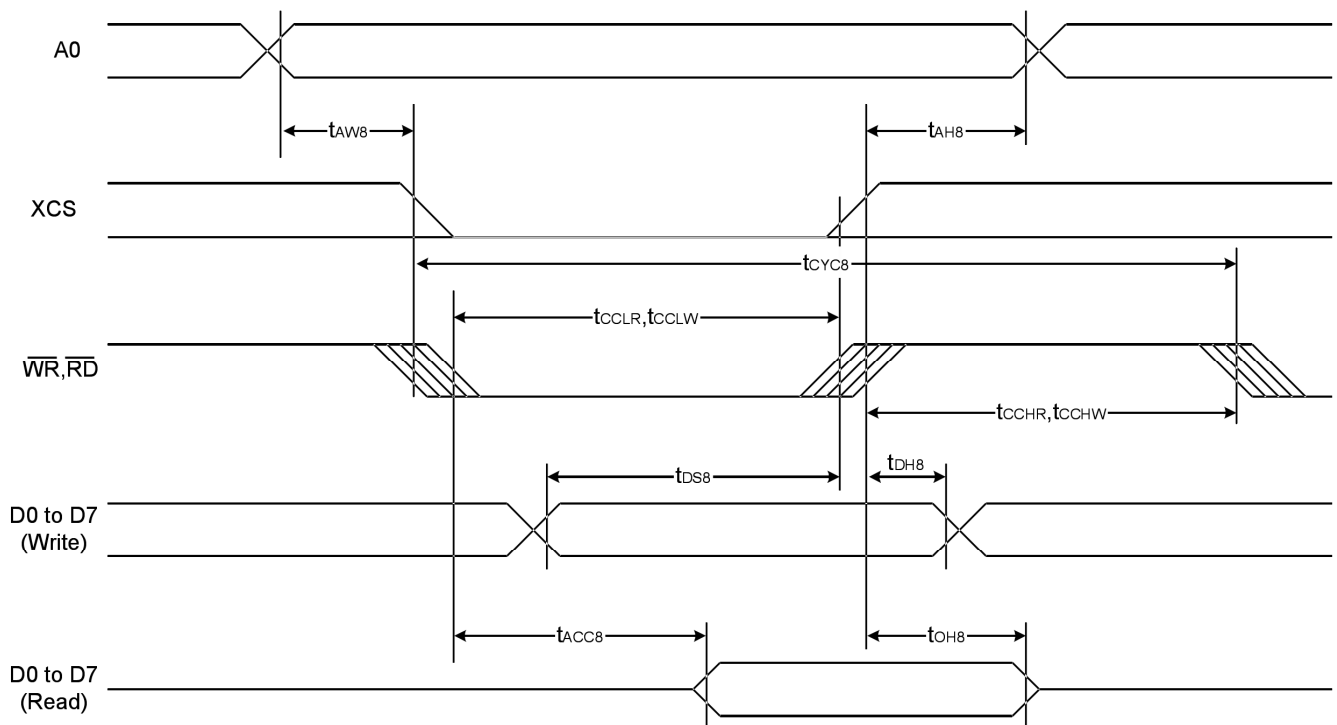 A0
tAW8
tAH8
XCS
tCYC8
tCCLR,tCCLW
WR,RD
tCCHR,tCCHW
tDS8
tDH8
D0 to D7
(Write)
tACC8
tOH8
D0 to D7
(Read)